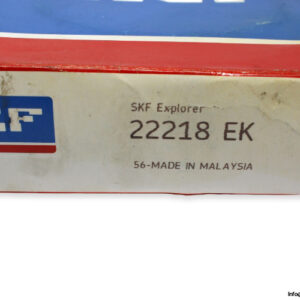 SKF Explorer
22218 EK
56-MADE IN MALAYSIA